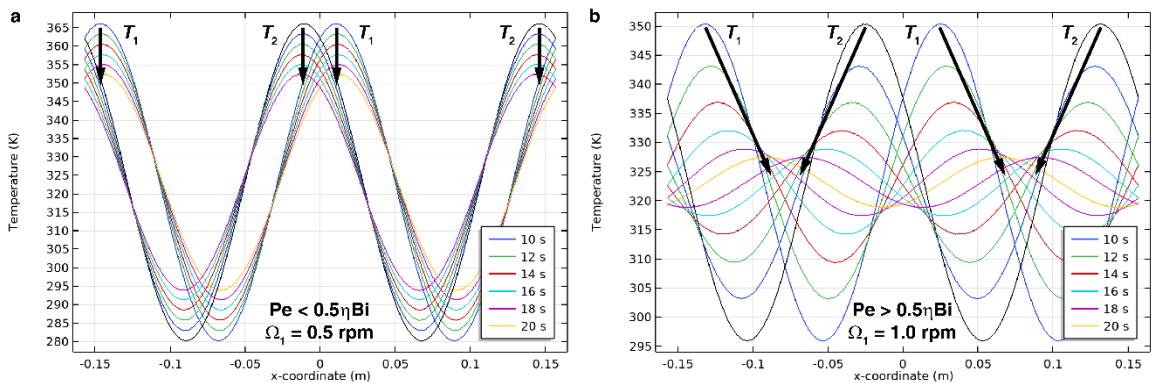 a
T1
T2
T1
T2
365
360
355
350
345
340
335
330
325
320
315
310
305
300
295
290
285
280
Temperature (K)
10 s
12 s
14 s
16 s
18 s
20 s
Pe < 0.5ηBi
Ω1 = 0.5 rpm
-0.15
-0.1
-0.05
0
0.05
0.1
0.15
x-coordinate (m)
b
T1
T2
T1
T2
350
345
340
335
330
325
320
315
310
305
300
295
Temperature (K)
10 s
12 s
14 s
16 s
18 s
20 s
Pe > 0.5ηBi
Ω1 = 1.0 rpm
-0.15
-0.1
-0.05
0
0.05
0.1
0.15
x-coordinate (m)